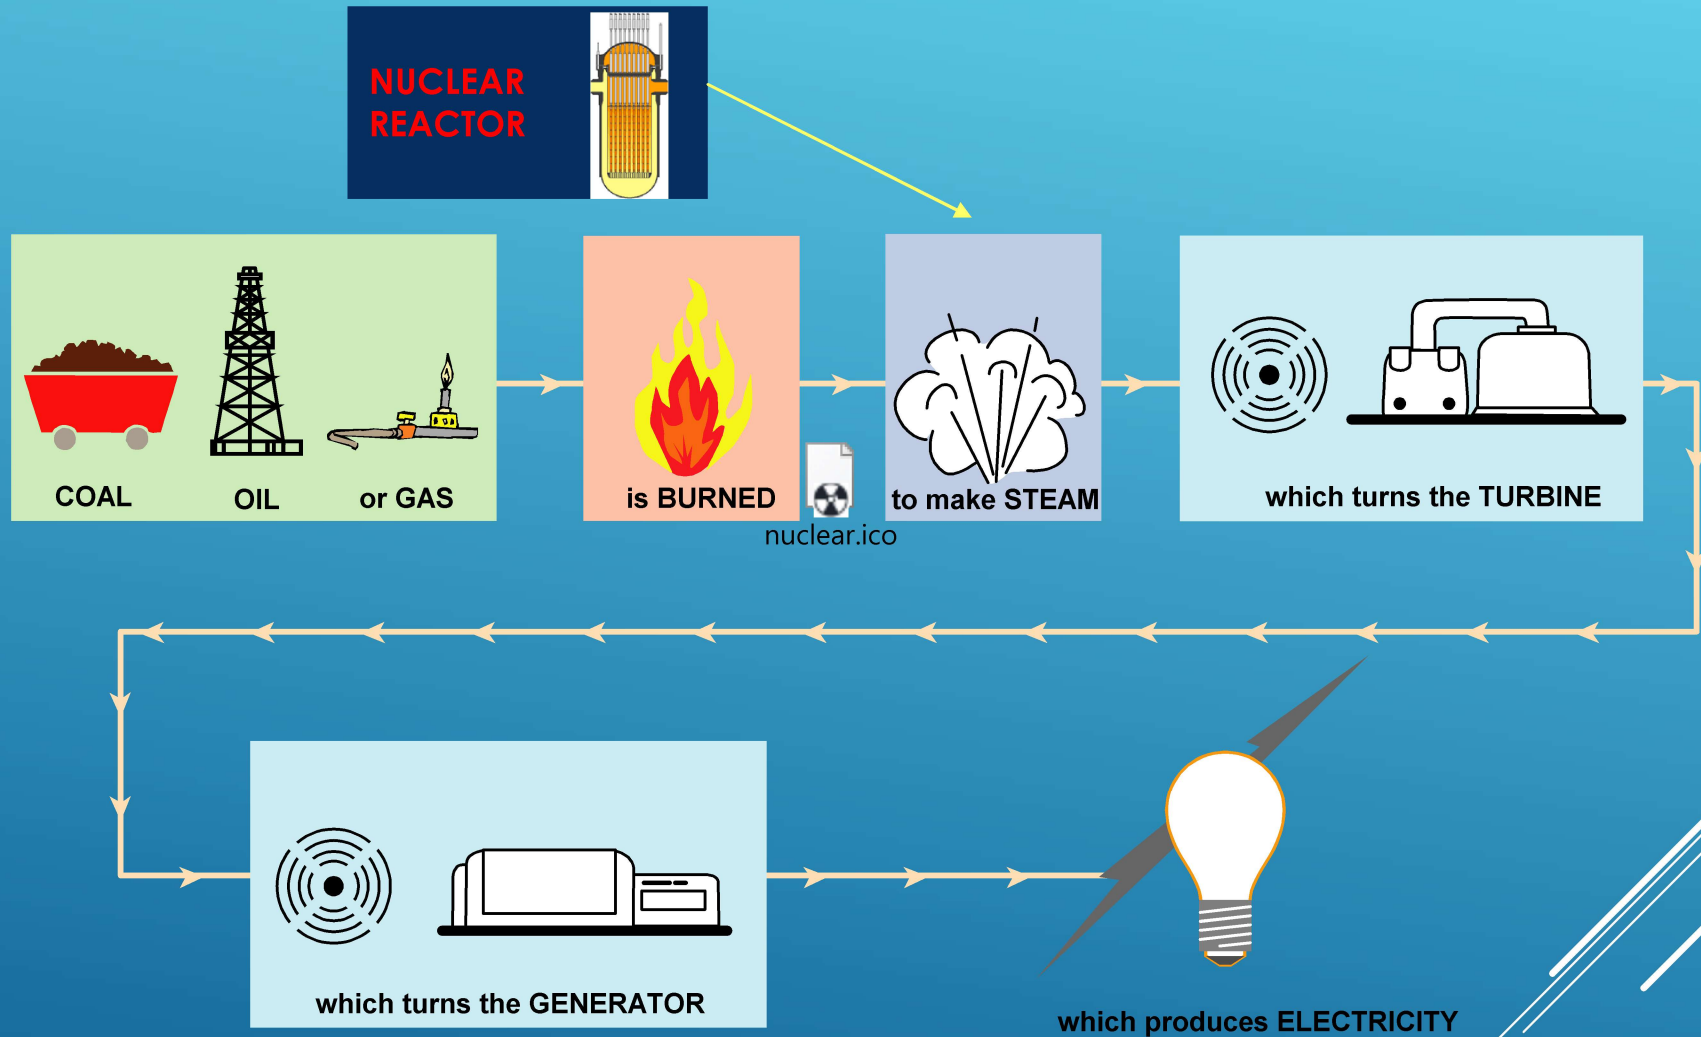 NUCLEAR
REACTOR
COAL
OIL
or GAS
is BURNED
nuclear.ico
to make STEAM
which turns the TURBINE
which turns the GENERATOR
which produces ELECTRICITY